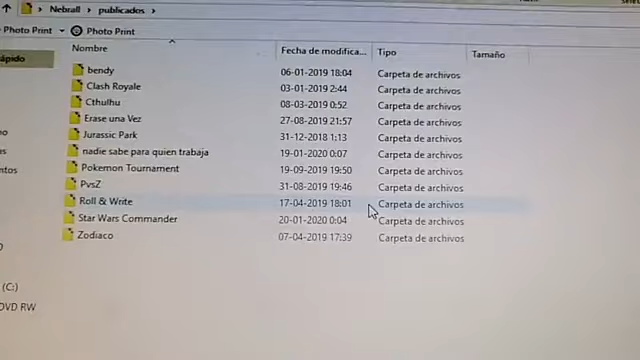 Nebrall > publicados >
Photo Print Photo Print
ápido
Nombre Fecha de modifica... Tipo Tamaño
bendy 06-01-2019 18:04 Carpeta de archivos
Clash Royale 03-01-2019 2:44 Carpeta de archivos
Cthulhu 08-03-2019 0:52 Carpeta de archivos
Erase una Vez 27-08-2019 21:57 Carpeta de archivos
Jurassic Park 31-12-2018 1:13 Carpeta de archivos
nadie sabe para quien trabaja 19-01-2020 0:07 Carpeta de archivos
Pokemon Tournament 19-09-2019 19:50 Carpeta de archivos
PvsZ 31-08-2019 19:46 Carpeta de archivos
Roll & Write 17-04-2019 18:01 Carpeta de archivos
Star Wars Commander 20-01-2020 0:04 Carpeta de archivos
Zodiaco 07-04-2019 17:39 Carpeta de archivos
(C:)
DVD RW